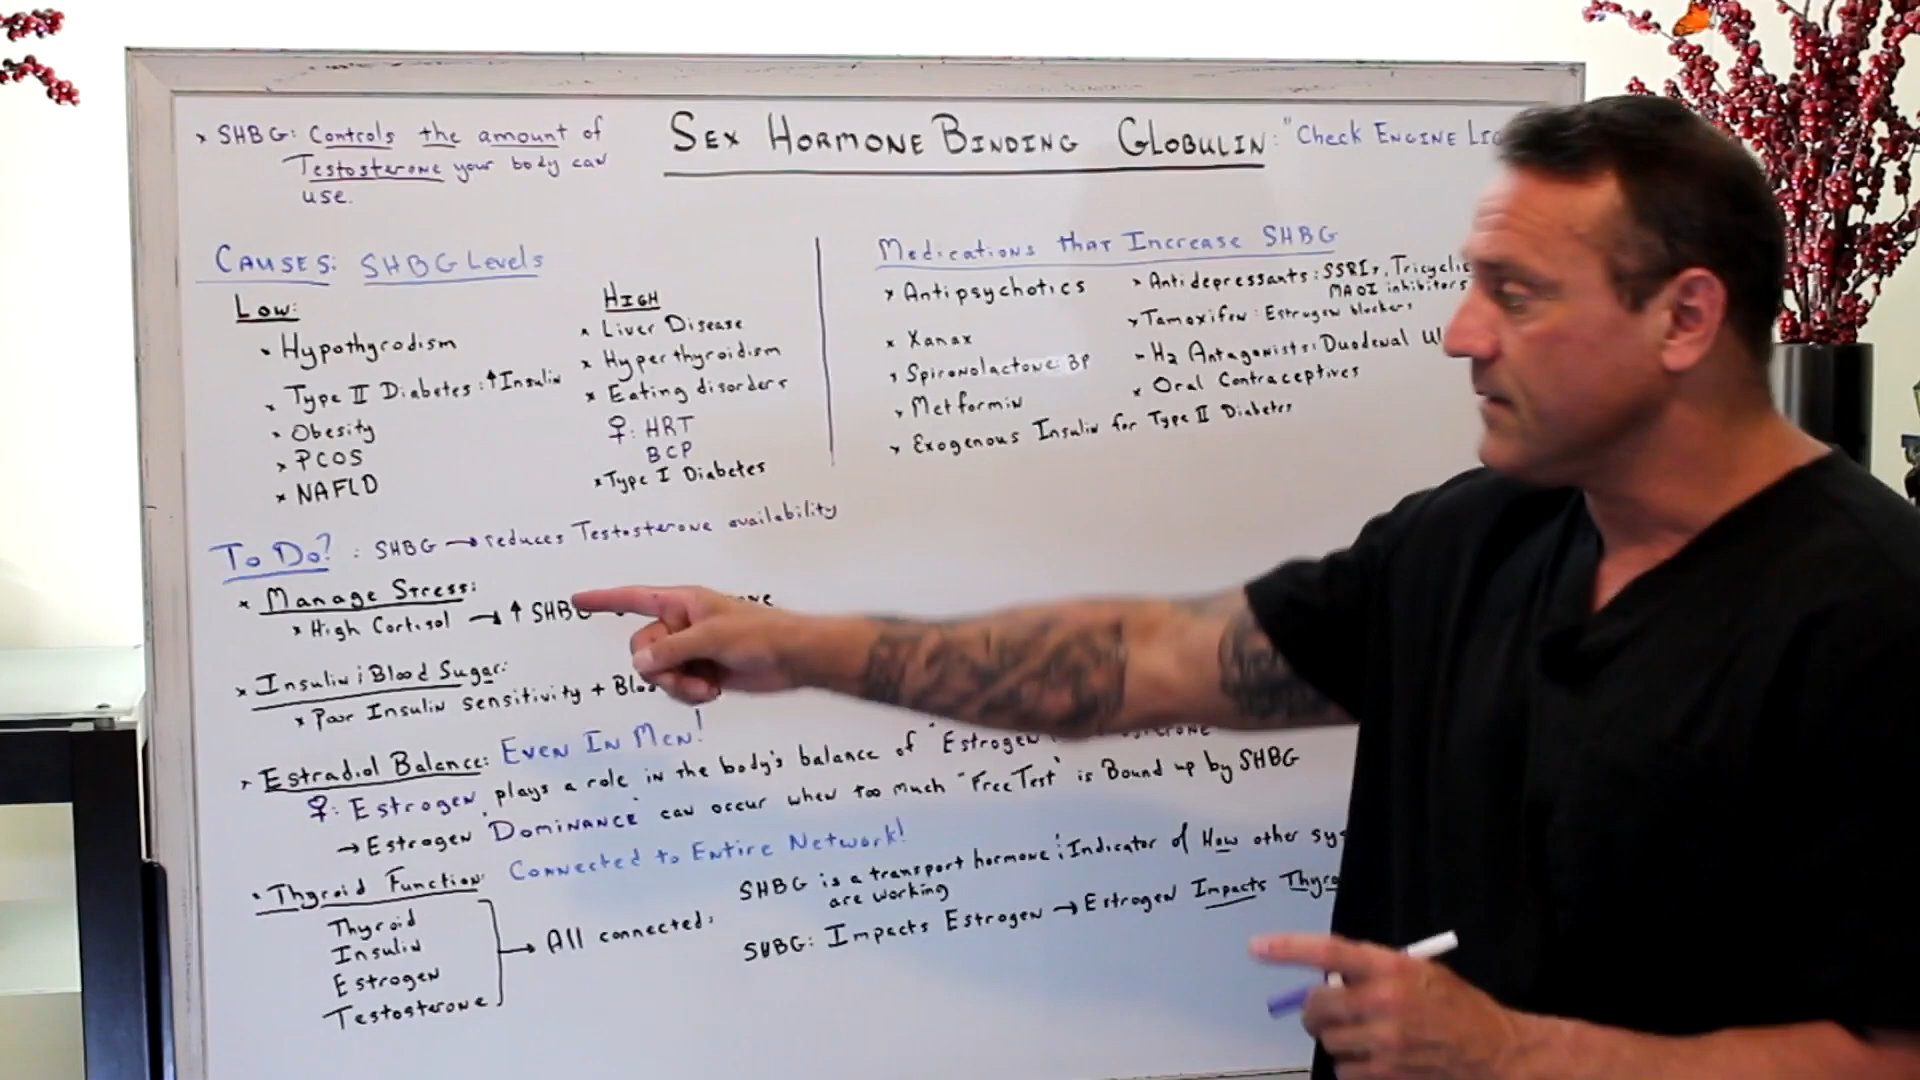 × SHBG: Controls the amount of
Testosterone your body can
use.
SEX HORMONE BINDING GLOBULIN: "Check ENGINE
CAUSES: SHBG Levels
Low:
× Hypothyrodism
× Type II Diabetes: ↑Insulin
× Obesity
× PCOS
× NAFLD
HIGH
× Liver Disease
× Hyperthyroidism
× Eating disorders
♀: HRT
BCP
× Type I Diabetes
Medications that Increase SHBG
× Antipsychotics
× Xanax
× Spironolactone: BP
× Metformin
× Exogenous Insulin for Type II Diabetes
× Antidepressants: SSRIs, Tricyclic
MAOI inhibitors
× Tamoxifen: Estrogen blockers
× H2 Antagonists: Duodenal Ul
× Oral Contraceptives
To Do? : SHBG → reduces Testosterone availability
× Manage Stress:
× High Cortisol → ↑ SHBG
× Insulin ; Blood Sugar:
× Poor Insulin sensitivity + Bloo
× Estradiol Balance: EVEN IN MEN!
♀: Estrogen plays a role in the body's balance of "Estrogen
→ Estrogen "DOMINANCE" can occur when too much "Free Test" is Bound up by SHBG
× Thyroid Function: Connected to Entire Network!
Thyroid
Insulin
Estrogen
Testosterone
→ All connected:
SHBG is a transport hormone; Indicator of How other sys
are working
SUBG: Impacts Estrogen → Estrogen Impacts Thyro